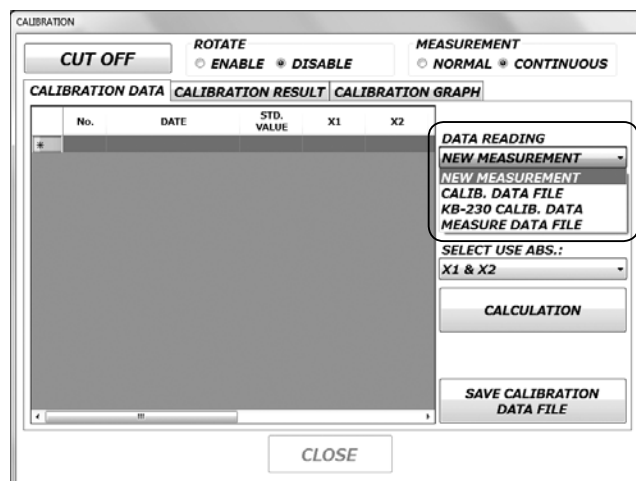 CALIBRATION
CUT OFF
ROTATE
ENABLE DISABLE
MEASUREMENT
NORMAL CONTINUOUS
CALIBRATION DATA CALIBRATION RESULT CALIBRATION GRAPH
No. DATE STD. VALUE X1 X2
*
DATA READING
NEW MEASUREMENT
NEW MEASUREMENT
CALIB. DATA FILE
KB-230 CALIB. DATA
MEASURE DATA FILE
SELECT USE ABS.:
X1 & X2
CALCULATION
SAVE CALIBRATION
DATA FILE
CLOSE